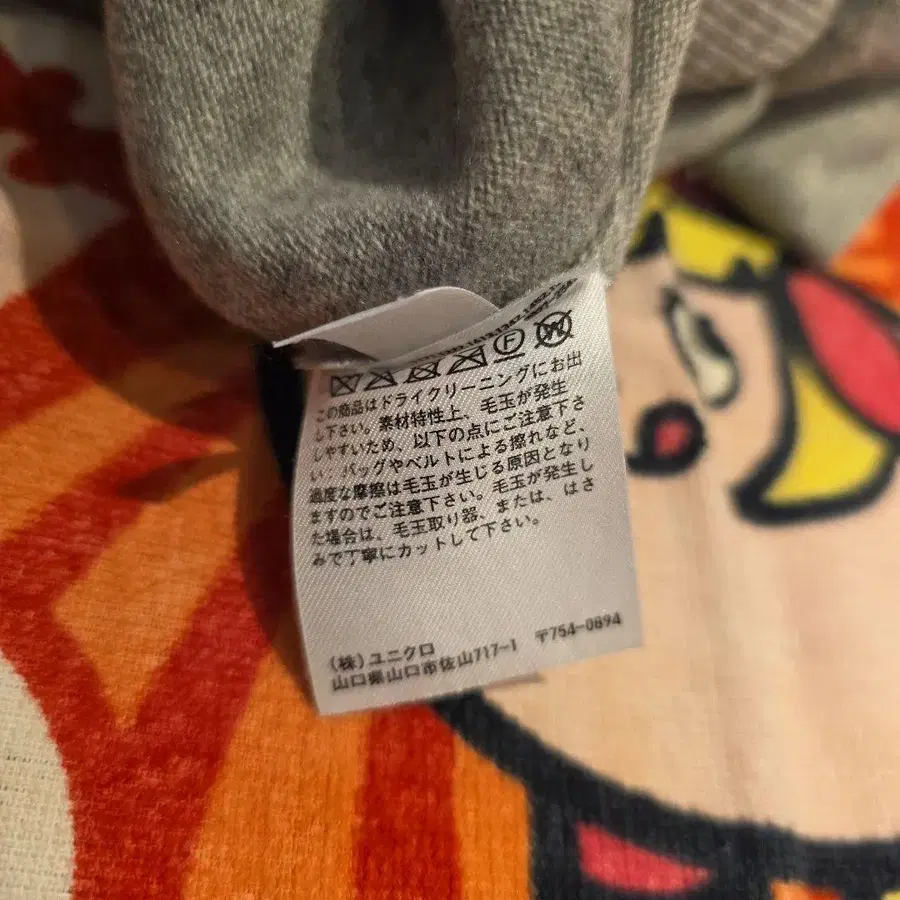 F W
この商品はドライクリーニングにお出
し下さい。素材特性上、毛玉が発生
しやすいため、以下の点にご注意下さ
い。バッグやベルトによる擦れなど、
過度な摩擦は毛玉が生じる原因となり
ますのでご注意下さい。毛玉が発生し
た場合は、毛玉取り器、または、はさ
みで丁寧にカットして下さい。
(株)ユニクロ
山口県山口市佐山717-1 〒754-0894